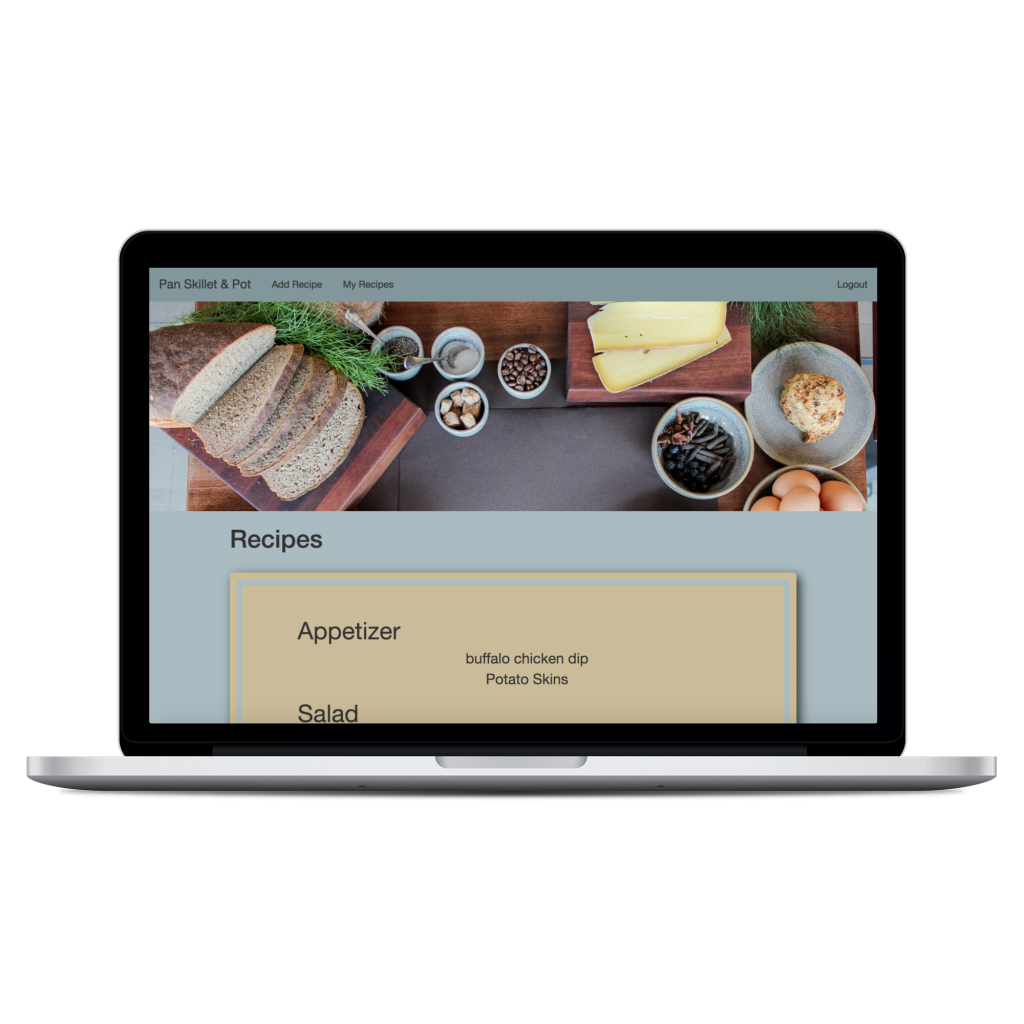 Pan Skillet & Pot Add Recipe My Recipes Logout
Recipes
Appetizer
buffalo chicken dip
Potato Skins
Salad